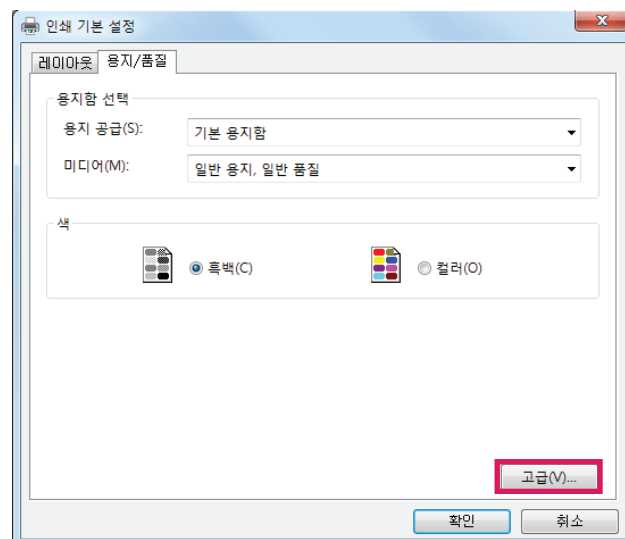 인쇄 기본 설정
레이아웃 용지/품질
용지함 선택
용지 공급(S): 기본 용지함
미디어(M): 일반 용지, 일반 품질
색
흑백(C) 컬러(O)
고급(V)...
확인 취소